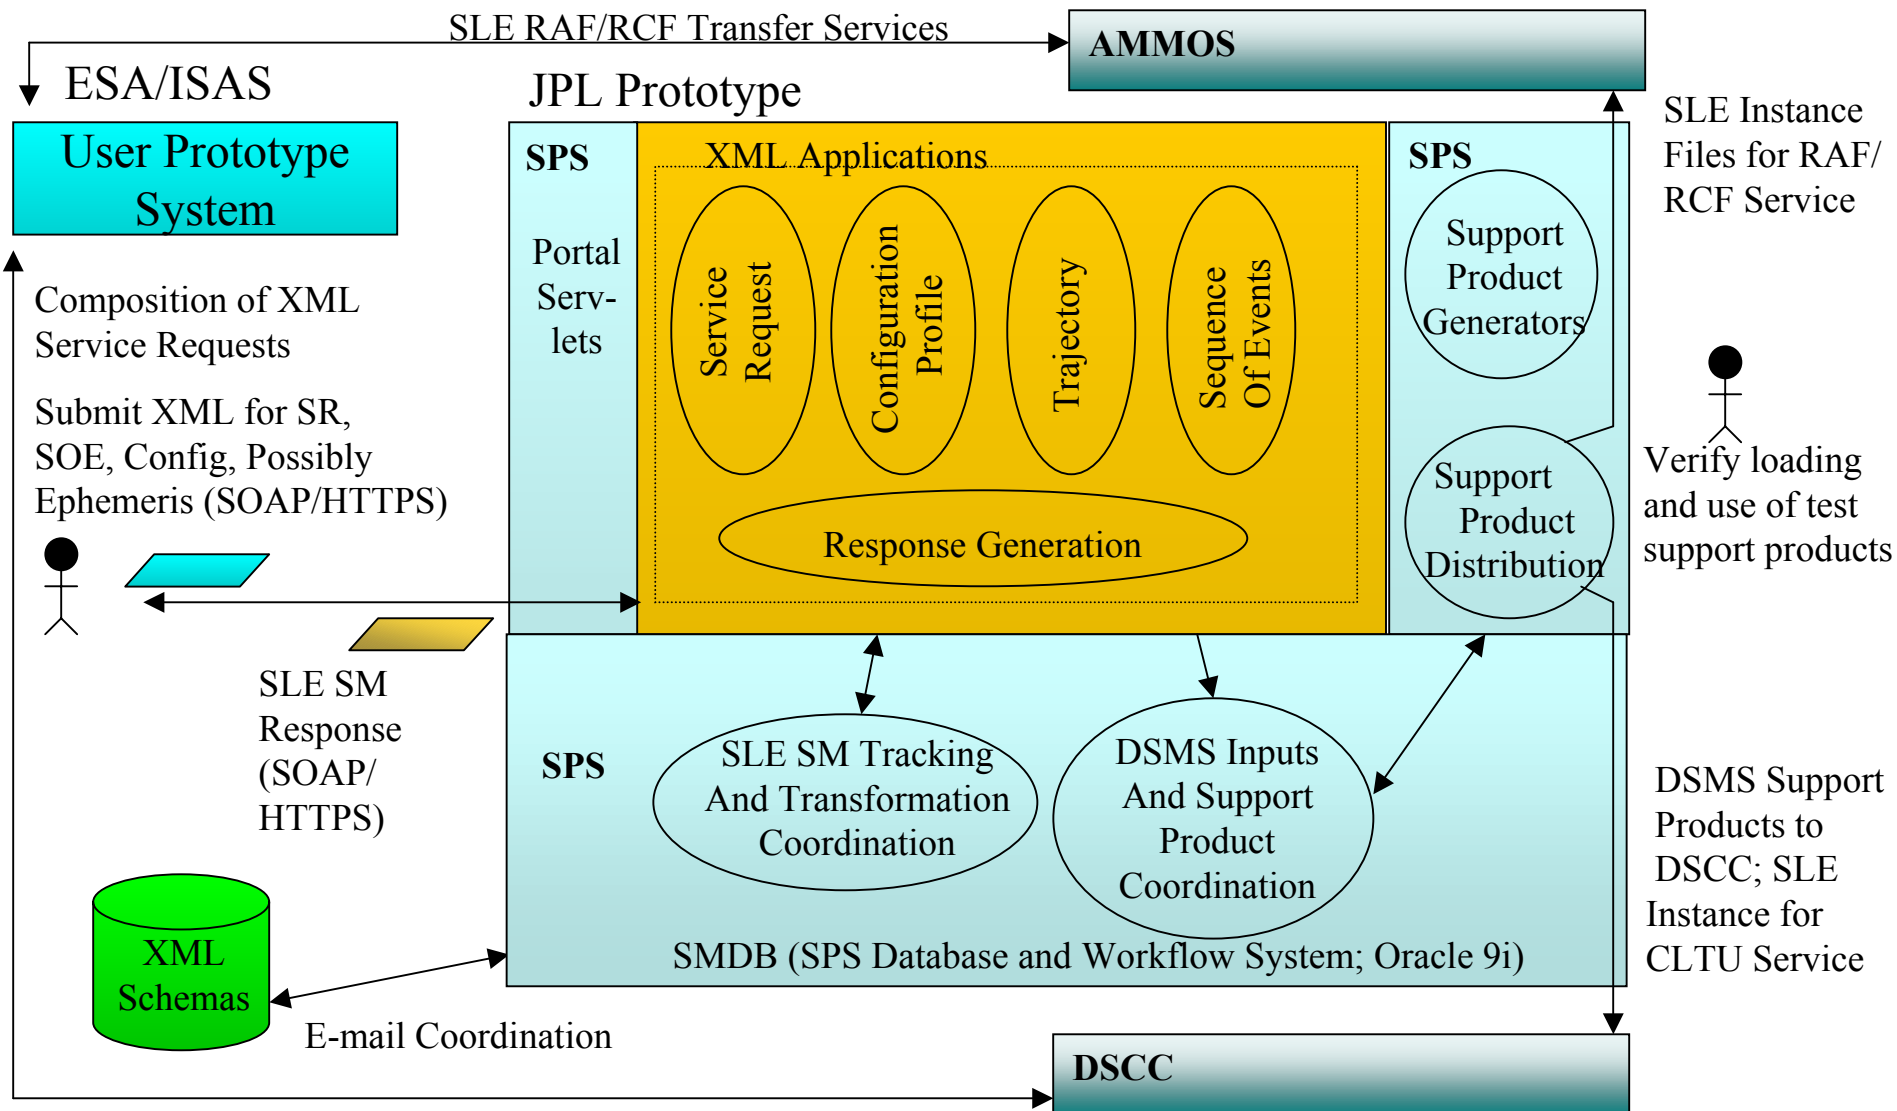 SLE RAF/RCF Transfer Services
AMMOS
ESA/ISAS
JPL Prototype
User Prototype
System
SPS
Portal
Serv-
lets
XML Applications
Service
Request
Configuration
Profile
Trajectory
Sequence
Of Events
Response Generation
SPS
Support
Product
Generators
Support
Product
Distribution
SLE Instance
Files for RAF/
RCF Service
Verify loading
and use of test
support products
Composition of XML
Service Requests
Submit XML for SR,
SOE, Config, Possibly
Ephemeris (SOAP/HTTPS)
SLE SM
Response
(SOAP/
HTTPS)
SPS
SLE SM Tracking
And Transformation
Coordination
DSMS Inputs
And Support
Product
Coordination
SMDB (SPS Database and Workflow System; Oracle 9i)
DSMS Support
Products to
DSCC; SLE
Instance for
CLTU Service
XML
Schemas
E-mail Coordination
DSCC